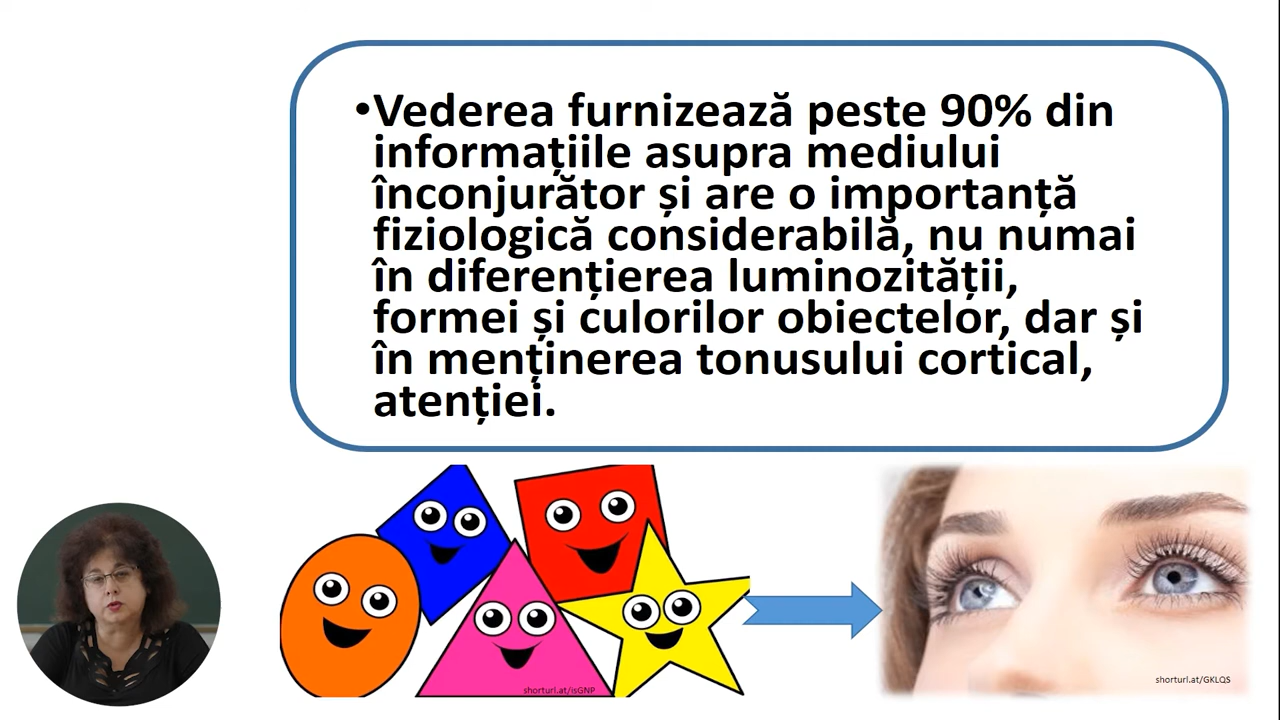 •Vederea furnizează peste 90% din
informațiile asupra mediului
înconjurător și are o importanță
fiziologică considerabilă, nu numai
în diferențierea luminozității,
formei și culorilor obiectelor, dar și
în menținerea tonusului cortical,
atenției.
shorturl.at/isGNP
shorturl.at/GKLQS